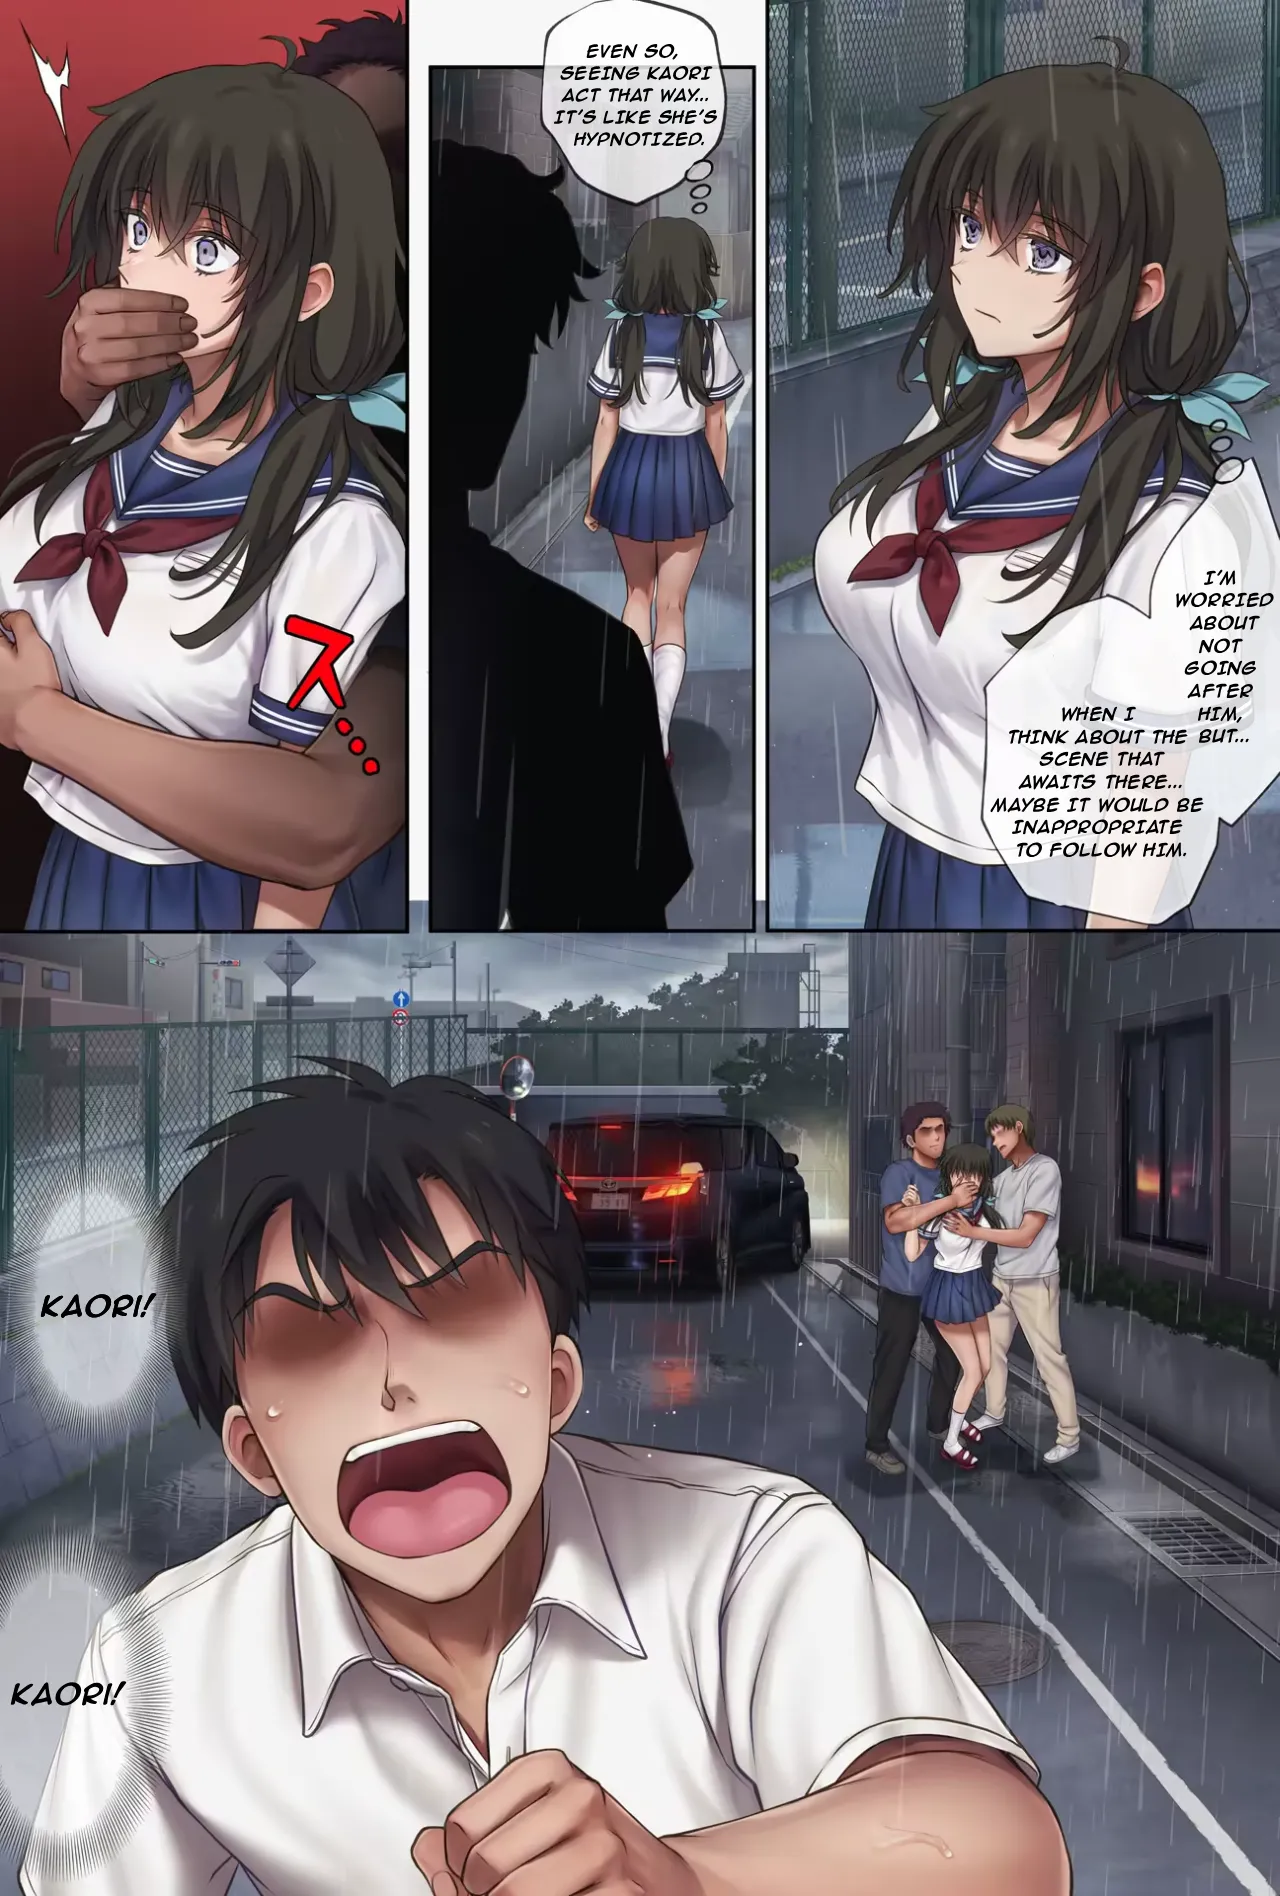 I'M
WORRIED
ABOUT
NOT
GOING
AFTER
HIM,
BUT...
WHEN I
THINK ABOUT THE
SCENE THAT
AWAITS THERE...
MAYBE IT WOULD BE
INAPPROPRIATE
TO FOLLOW HIM.
EVEN SO,
SEEING KAORI
ACT THAT WAY...
IT'S LIKE SHE'S
HYPNOTIZED.
ス...
KAORI!
KAORI!